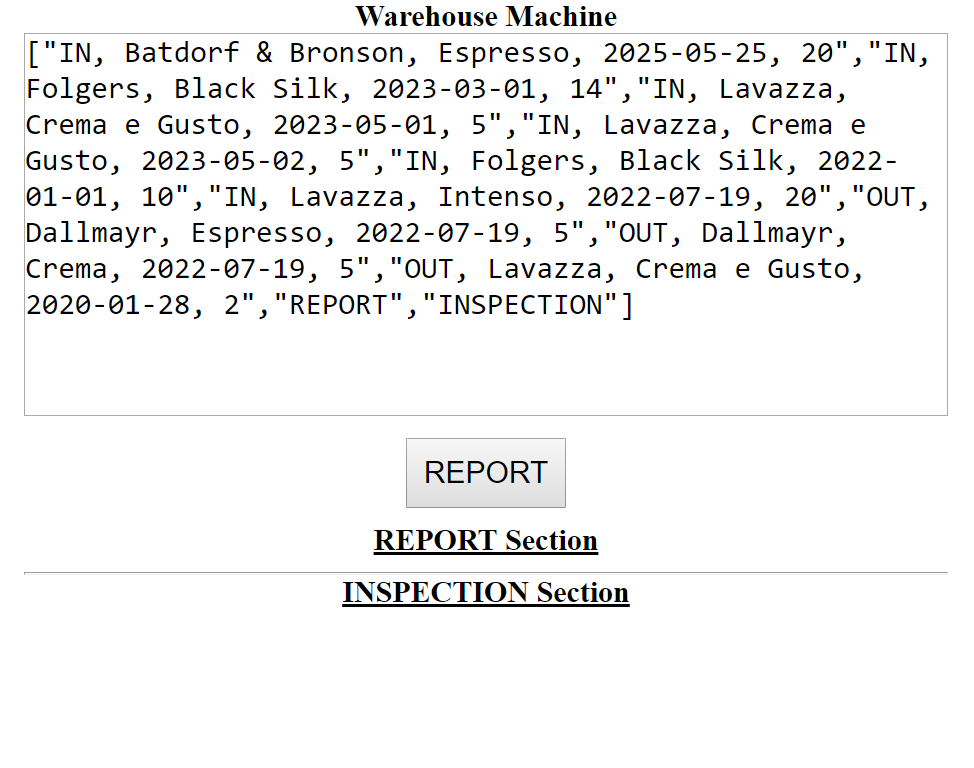 Warehouse Machine
["IN, Batdorf & Bronson, Espresso, 2025-05-25, 20","IN,
Folgers, Black Silk, 2023-03-01, 14","IN, Lavazza,
Crema e Gusto, 2023-05-01, 5","IN, Lavazza, Crema e
Gusto, 2023-05-02, 5","IN, Folgers, Black Silk, 2022-
01-01, 10","IN, Lavazza, Intenso, 2022-07-19, 20","OUT,
Dallmayr, Espresso, 2022-07-19, 5","OUT, Dallmayr,
Crema, 2022-07-19, 5","OUT, Lavazza, Crema e Gusto,
2020-01-28, 2","REPORT","INSPECTION"]
REPORT
REPORT Section
INSPECTION Section